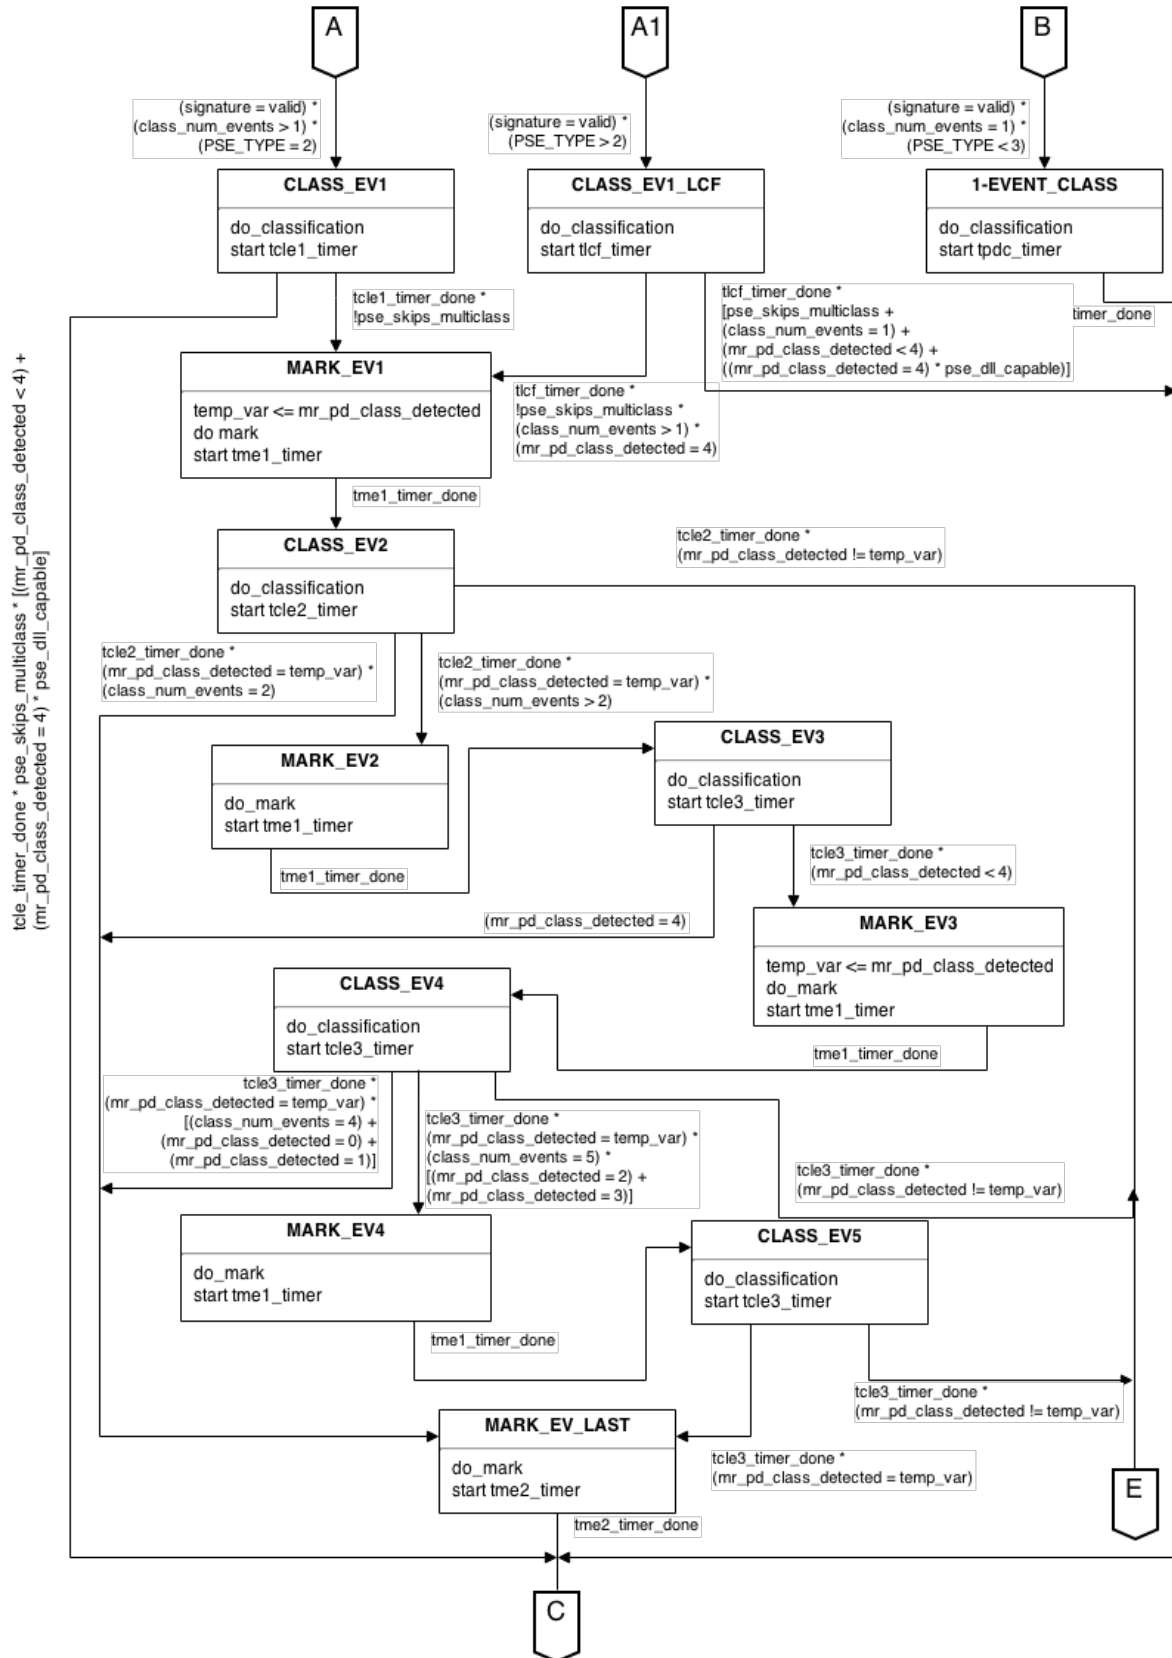 A
A1
B
(signature = valid) *
(class_num_events > 1) *
(PSE_TYPE = 2)
(signature = valid) *
(PSE_TYPE > 2)
(signature = valid) *
(class_num_events = 1) *
(PSE_TYPE < 3)
CLASS_EV1
do_classification
start tcle1_timer
CLASS_EV1_LCF
do_classification
start tlcf_timer
1-EVENT_CLASS
do_classification
start tpdc_timer
tcle1_timer_done *
!pse_skips_multiclass
tlcf_timer_done *
[pse_skips_multiclass +
(class_num_events = 1) +
(mr_pd_class_detected < 4) +
((mr_pd_class_detected = 4) * pse_dll_capable)]
timer_done
tcle_timer_done * pse_skips_multiclass * [(mr_pd_class_detected < 4) +
(mr_pd_class_detected = 4) * pse_dll_capable]
MARK_EV1
temp_var <= mr_pd_class_detected
do mark
start tme1_timer
tlcf_timer_done *
!pse_skips_multiclass *
(class_num_events > 1) *
(mr_pd_class_detected = 4)
tme1_timer_done
CLASS_EV2
do_classification
start tcle2_timer
tcle2_timer_done *
(mr_pd_class_detected != temp_var)
tcle2_timer_done *
(mr_pd_class_detected = temp_var) *
(class_num_events = 2)
tcle2_timer_done *
(mr_pd_class_detected = temp_var) *
(class_num_events > 2)
MARK_EV2
do_mark
start tme1_timer
CLASS_EV3
do_classification
start tcle3_timer
tme1_timer_done
tcle3_timer_done *
(mr_pd_class_detected < 4)
(mr_pd_class_detected = 4)
MARK_EV3
temp_var <= mr_pd_class_detected
do_mark
start tme1_timer
CLASS_EV4
do_classification
start tcle3_timer
tme1_timer_done
tcle3_timer_done *
(mr_pd_class_detected = temp_var) *
[(class_num_events = 4) +
(mr_pd_class_detected = 0) +
(mr_pd_class_detected = 1)]
tcle3_timer_done *
(mr_pd_class_detected = temp_var) *
(class_num_events = 5) *
[(mr_pd_class_detected = 2) +
(mr_pd_class_detected = 3)]
tcle3_timer_done *
(mr_pd_class_detected != temp_var)
MARK_EV4
do_mark
start tme1_timer
CLASS_EV5
do_classification
start tcle3_timer
tme1_timer_done
tcle3_timer_done *
(mr_pd_class_detected != temp_var)
MARK_EV_LAST
do_mark
start tme2_timer
tcle3_timer_done *
(mr_pd_class_detected = temp_var)
E
tme2_timer_done
C